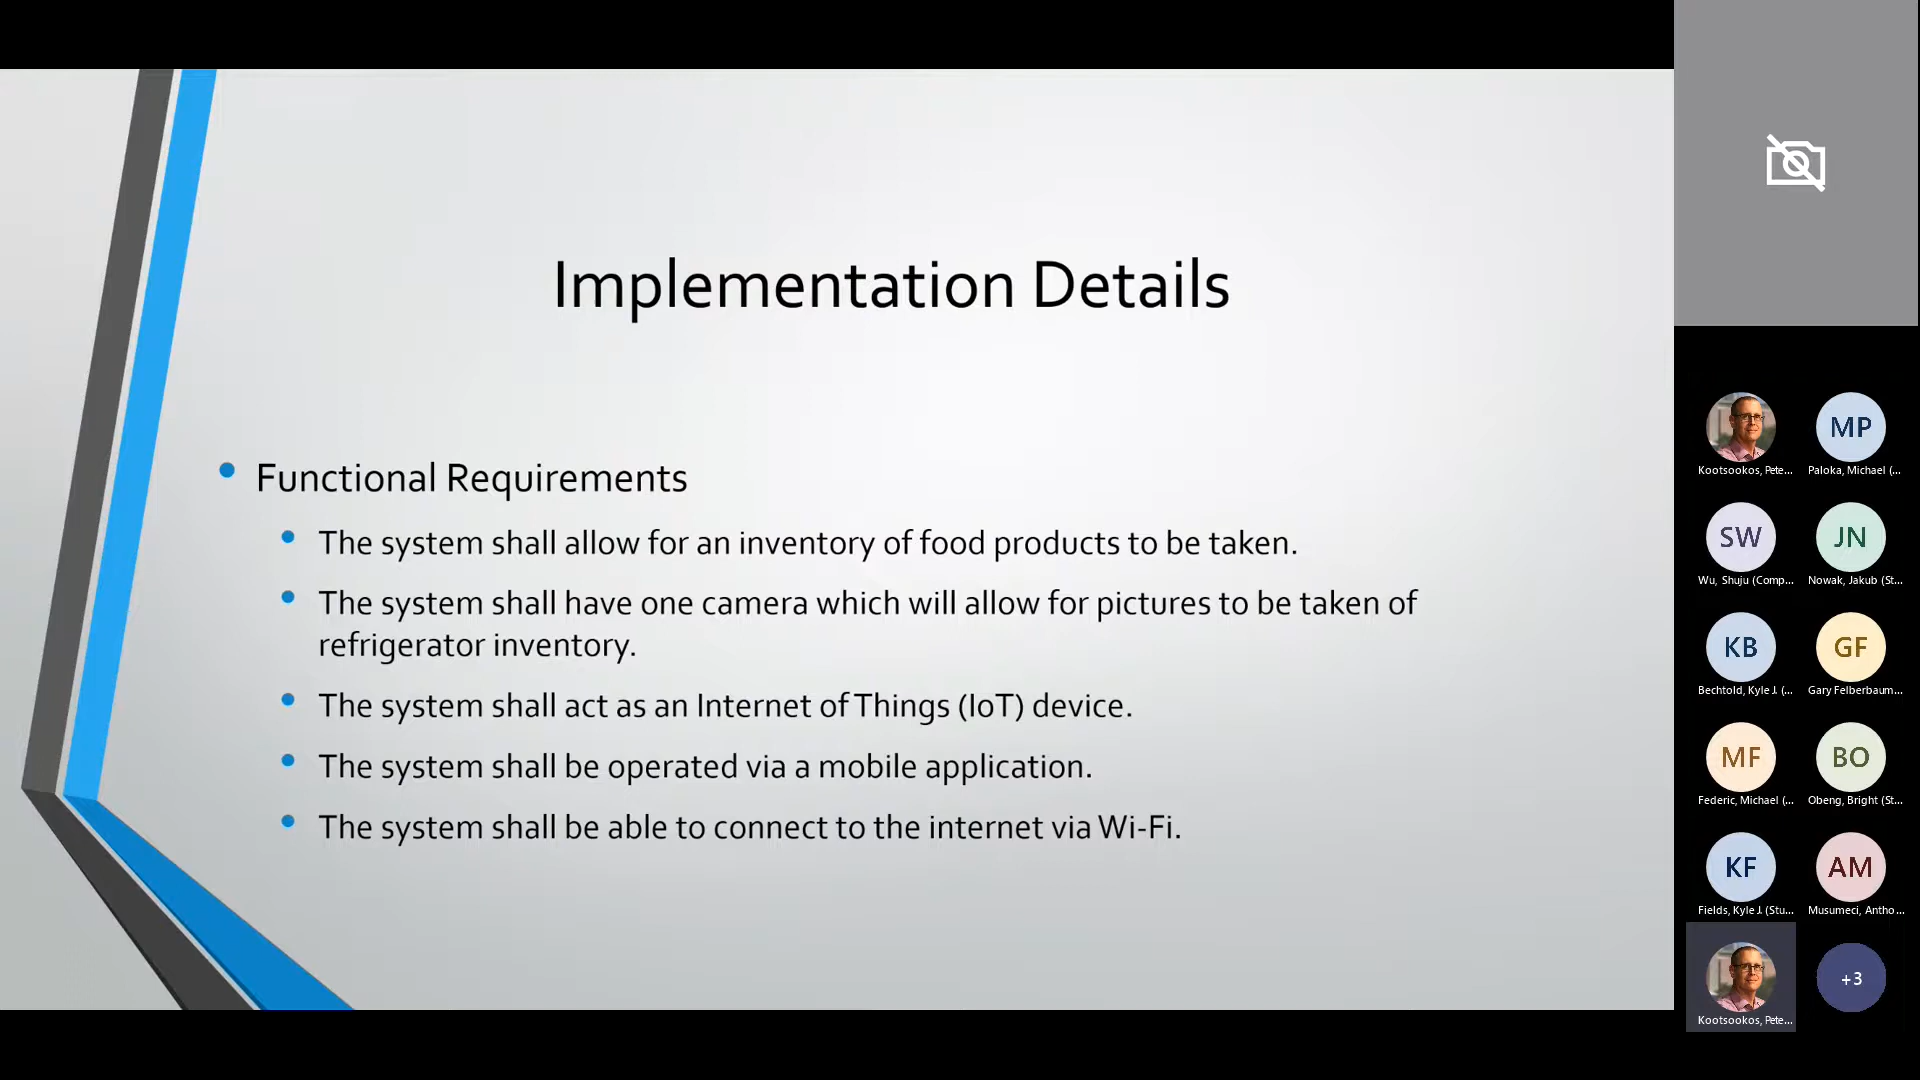 Implementation Details
Functional Requirements
The system shall allow for an inventory of food products to be taken.
The system shall have one camera which will allow for pictures to be taken of
refrigerator inventory.
The system shall act as an Internet of Things (IoT) device.
The system shall be operated via a mobile application.
The system shall be able to connect to the internet via Wi-Fi.
MP
Kootsookos, Pete...
Paloka, Michael (...
SW
JN
Wu, Shuju (Comp...
Nowak, Jakub (St...
KB
GF
Bechtold, Kyle J. (...
Gary Felberbaum...
MF
BO
Federic, Michael (...
Obeng, Bright (St...
KF
AM
Fields, Kyle J. (Stu...
Musumeci, Antho...
+3
Kootsookos, Pete...